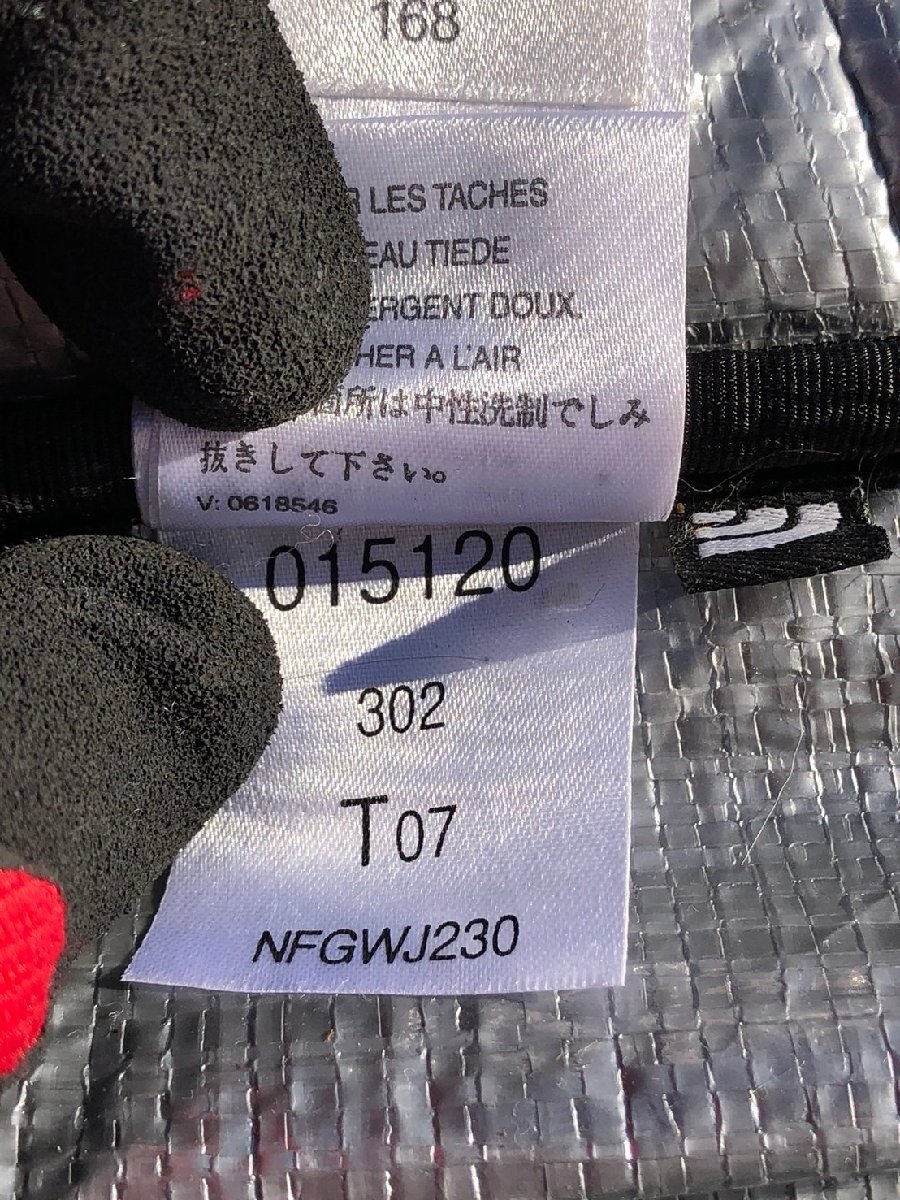 168
LES TACHES
EAU TIEDE
ERGENT DOUX.
HER A L'AIR
箇所は中性洗制でしみ
抜きして下さい。
V: 0618546
015120
302
T07
NFGWJ230